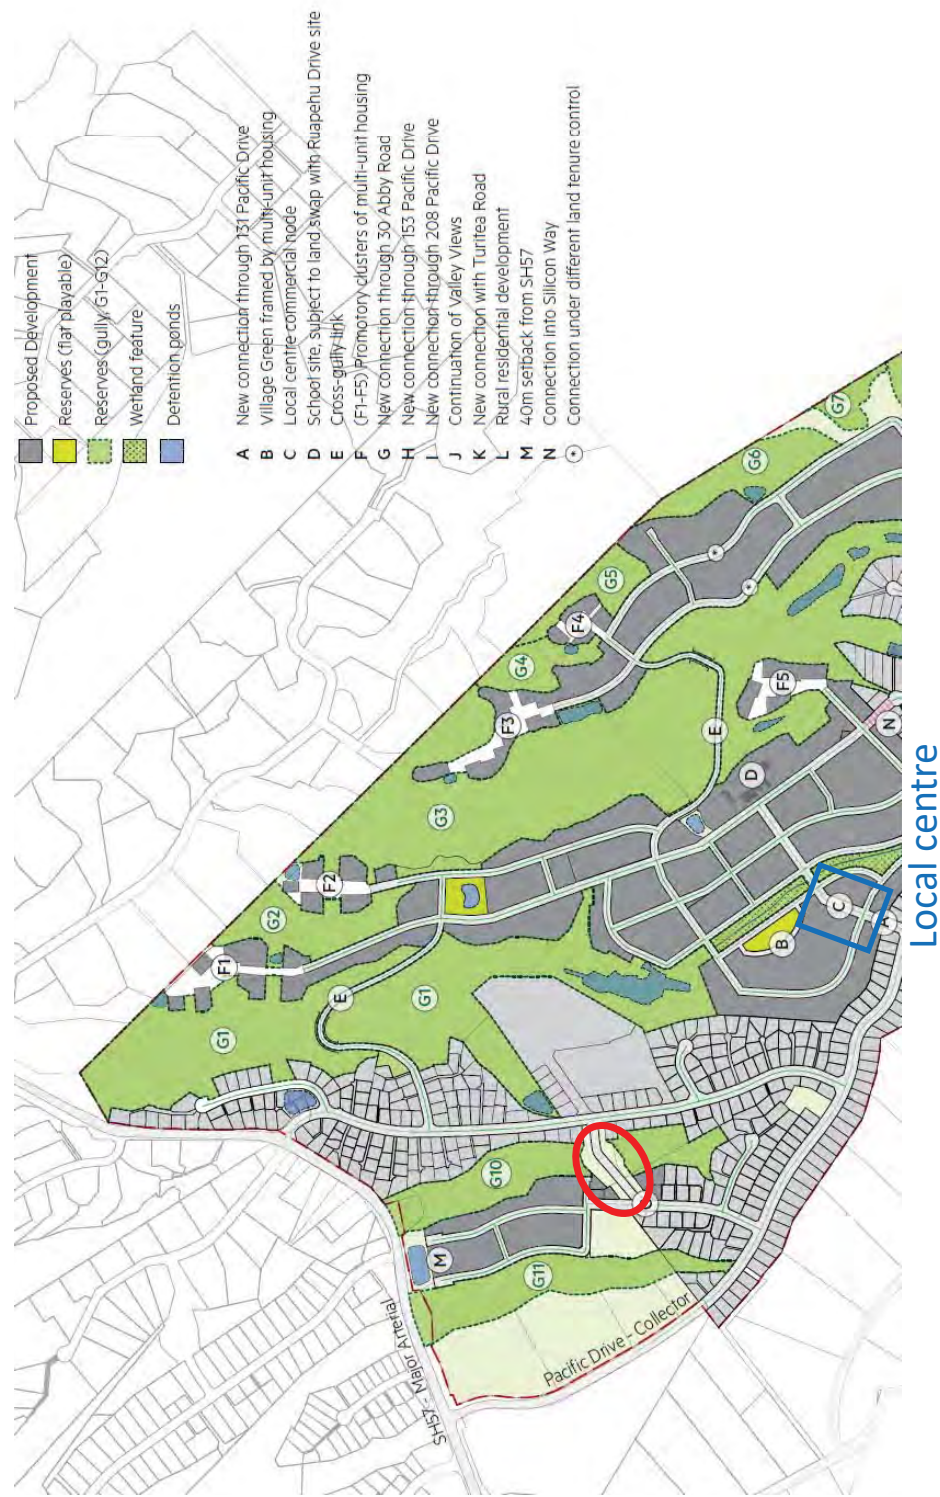 Proposed Development
Reserves (flat playable)
Reserves (gully, G1-G12)
Wetland feature
Detention ponds
A New connection through 131 Pacific Drive
B Village Green framed by multi-unit housing
C Local centre commercial node
D School site, subject to land swap with Ruapehu Drive site
E Cross-gully link
F (F1-F5) Promotory clusters of multi-unit housing
G New connection through 30 Abby Road
H New connection through 153 Pacific Drive
I New connection through 208 Pacific Drive
J Continuation of Valley Views
K New connection with Turitea Road
L Rural residential development
M 40m setback from SH57
N Connection into Silicon Way
Connection under different land tenure control
G7
G6
G5
F4
G4
F3
F5
E
N
D
G3
F2
G2
F1
E
G1
G1
C
B
A
G10
M
G11
SH57 - Major Arterial
Pacific Drive - Collector
Local centre